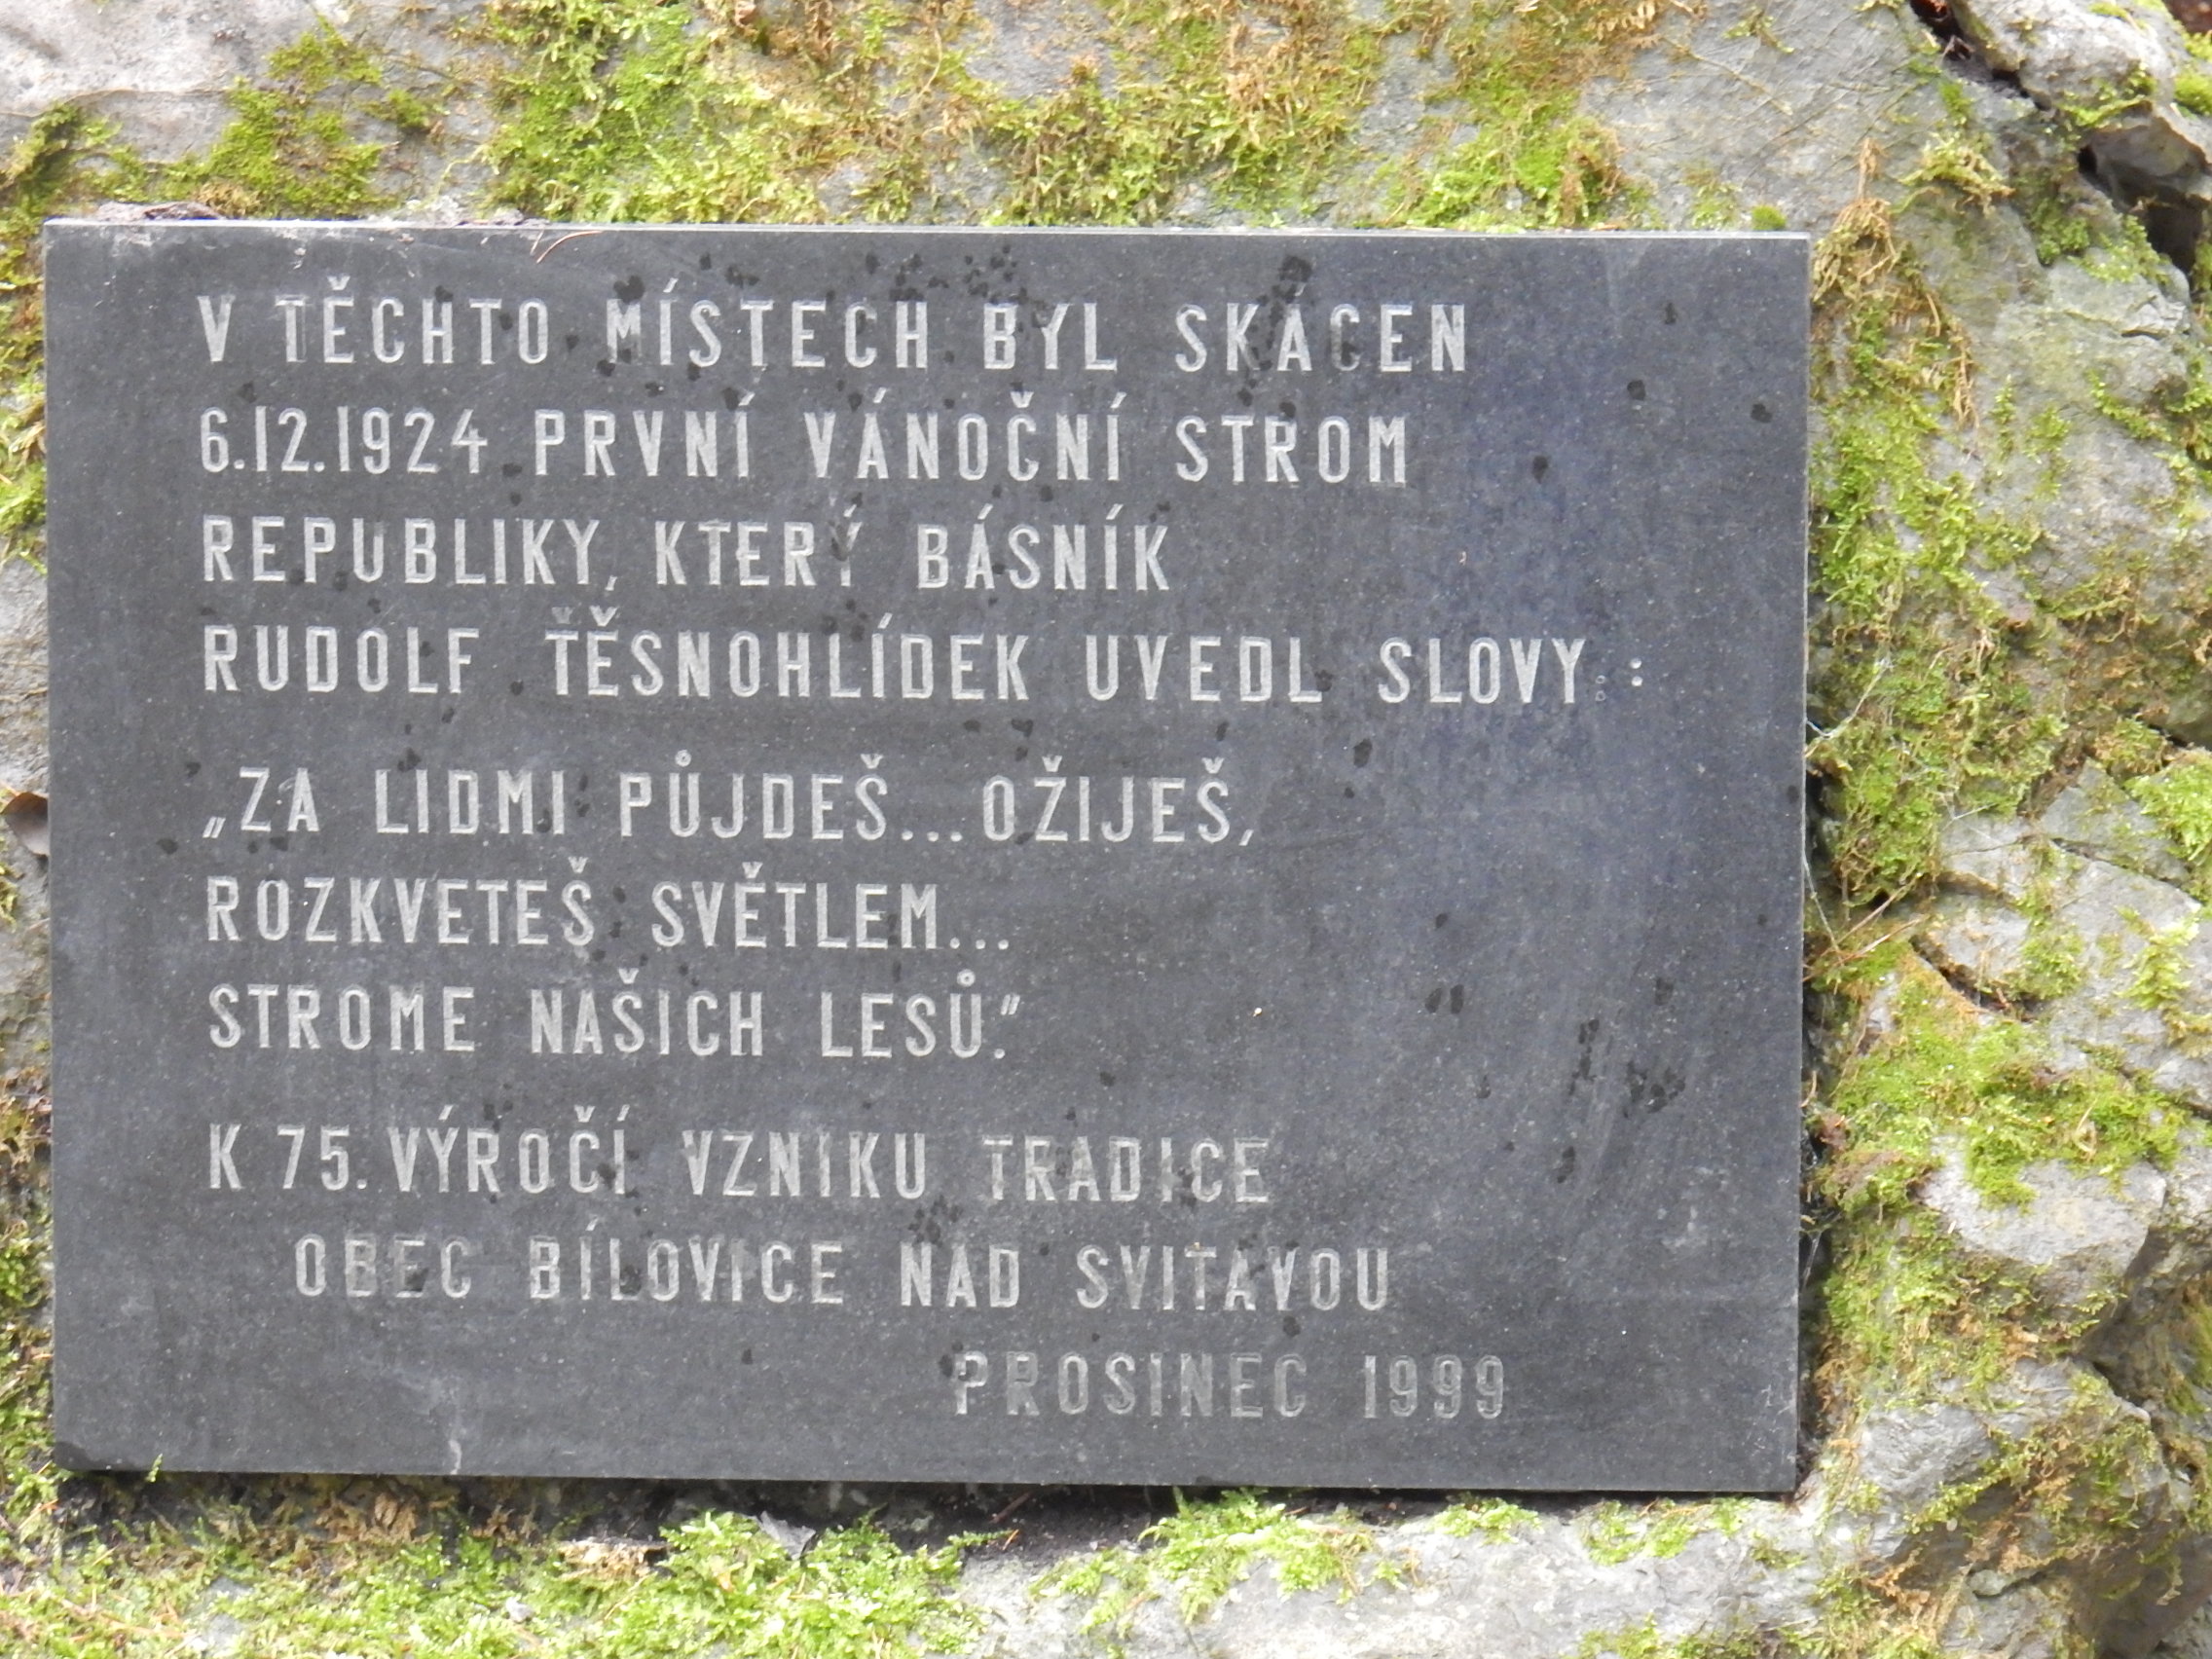 V TĚCHTO MÍSTECH BYL SKÁCEN
6.12.1924 PRVNÍ VÁNOČNÍ STROM
REPUBLIKY, KTERÝ BÁSNÍK
RUDOLF ŤĚSNOHLÍDEK UVEDL SLOVY :
„ZA LIDMI PŮJDEŠ...OŽIJEŠ,
ROZKVETEŠ SVĚTLEM...
STROME NAŠICH LESŮ.“
K 75. VÝROČÍ VZNIKU TRADICE
OBEC BÍLOVICE NAD SVITAVOU
PROSINEC 1999